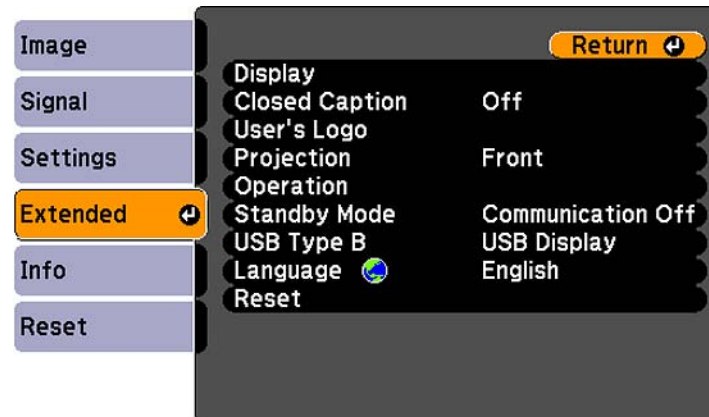 Image
Signal
Settings
Extended
Info
Reset
Return
Display
Closed Caption Off
User's Logo
Projection Front
Operation
Standby Mode Communication Off
USB Type B USB Display
Language English
Reset